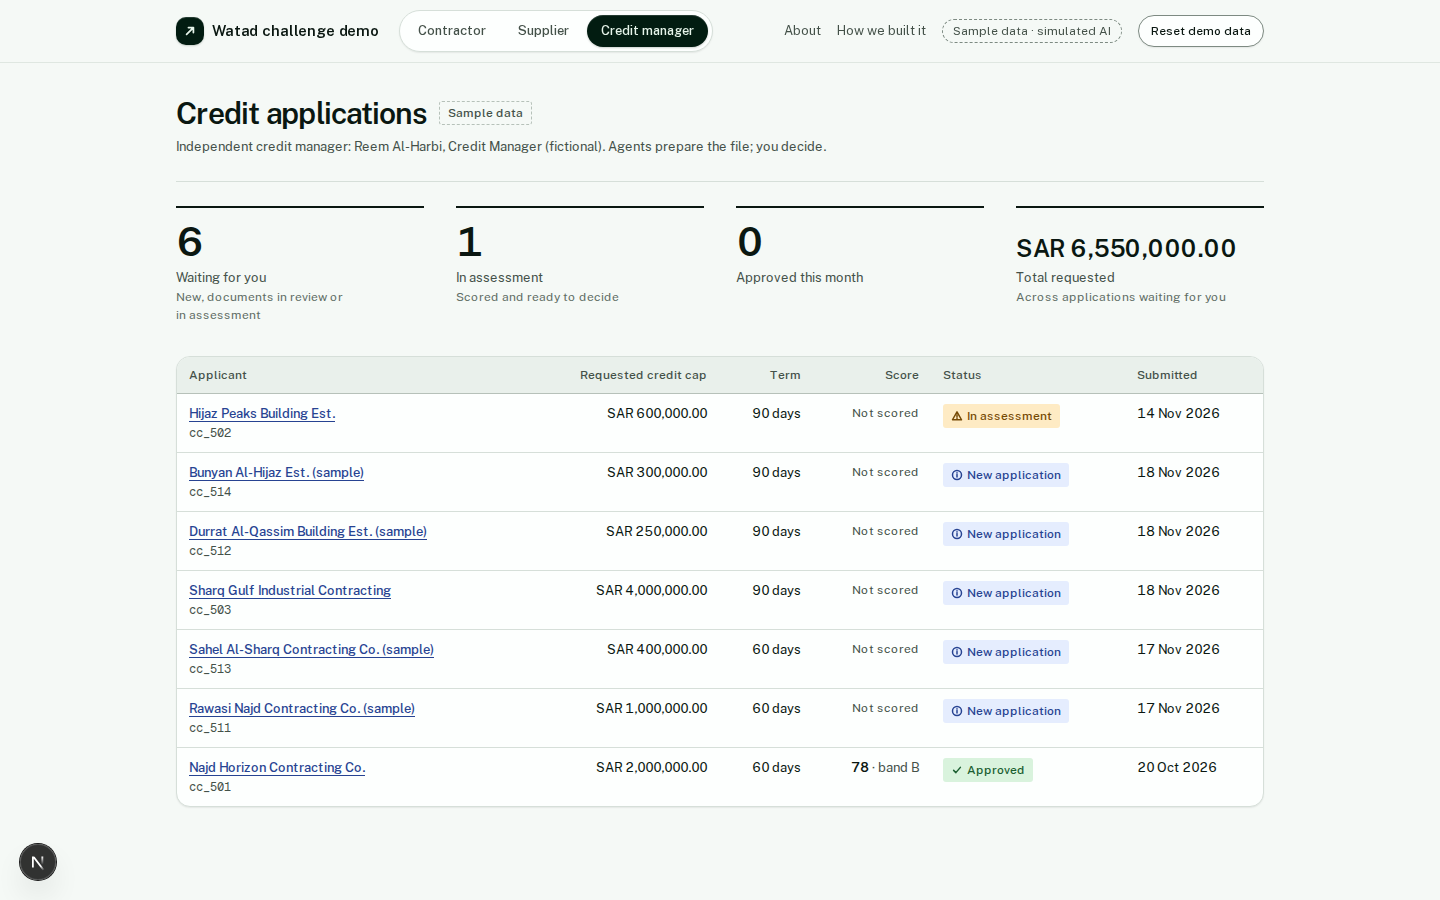 Watad challenge demo
Contractor
Supplier
Credit manager
About
How we built it
Sample data · simulated AI
Reset demo data
Credit applications
Sample data
Independent credit manager: Reem Al-Harbi, Credit Manager (fictional). Agents prepare the file; you decide.
6
Waiting for you
New, documents in review or
in assessment
1
In assessment
Scored and ready to decide
0
Approved this month
SAR 6,550,000.00
Total requested
Across applications waiting for you
Applicant Requested credit cap Term Score Status Submitted
Hijaz Peaks Building Est. SAR 600,000.00 90 days Not scored In assessment 14 Nov 2026
cc_502
Bunyan Al-Hijaz Est. (sample) SAR 300,000.00 90 days Not scored New application 18 Nov 2026
cc_514
Durrat Al-Qassim Building Est. (sample) SAR 250,000.00 90 days Not scored New application 18 Nov 2026
cc_512
Sharq Gulf Industrial Contracting SAR 4,000,000.00 90 days Not scored New application 18 Nov 2026
cc_503
Sahel Al-Sharq Contracting Co. (sample) SAR 400,000.00 60 days Not scored New application 17 Nov 2026
cc_513
Rawasi Najd Contracting Co. (sample) SAR 1,000,000.00 60 days Not scored New application 17 Nov 2026
cc_511
Najd Horizon Contracting Co. SAR 2,000,000.00 60 days 78 · band B Approved 20 Oct 2026
cc_501
N